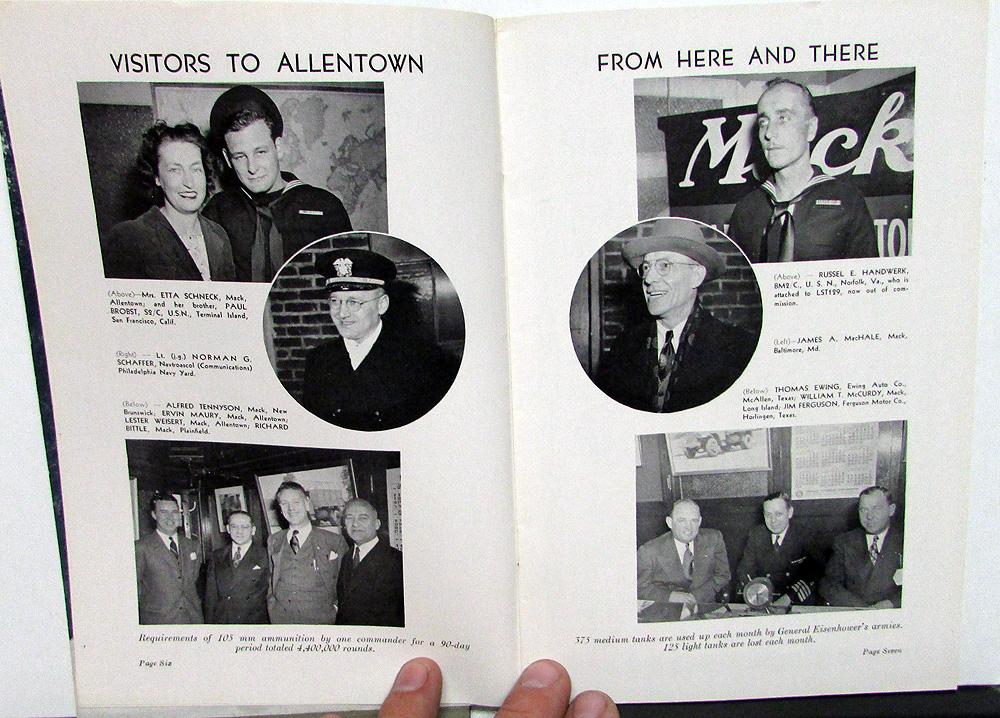 VISITORS TO ALLENTOWN
(Above)—Mrs. ETTA SCHNECK, Mack,
Allentown; and her brother, PAUL
BROBST, S2/C, U.S.N., Terminal Island,
San Francisco, Calif.
(Right) — Lt. (j.g.) NORMAN G.
SCHAFFER, Navtroascol (Communications)
Philadelphia Navy Yard.
(Below) — ALFRED TENNYSON, Mack, New
Brunswick; ERVIN MAURY, Mack, Allentown;
LESTER WEISERT, Mack, Allentown; RICHARD
BITTLE, Mack, Plainfield.
Requirements of 105 mm ammunition by one commander for a 90-day
period totaled 4,400,000 rounds.
Page Six
FROM HERE AND THERE
Mack
TOR
(Above) — RUSSEL E. HANDWERK,
BM2/C., U. S. N., Norfolk, Va., who is
attached to LST129, now out of com-
mission.
(Left)—JAMES A. MacHALE, Mack,
Baltimore, Md.
(Below) THOMAS EWING, Ewing Auto Co.,
McAllen, Texas; WILLIAM T. McCURDY, Mack,
Long Island; JIM FERGUSON, Ferguson Motor Co.,
Harlingen, Texas.
375 medium tanks are used up each month by General Eisenhower's armies.
125 light tanks are lost each month.
Page Seven